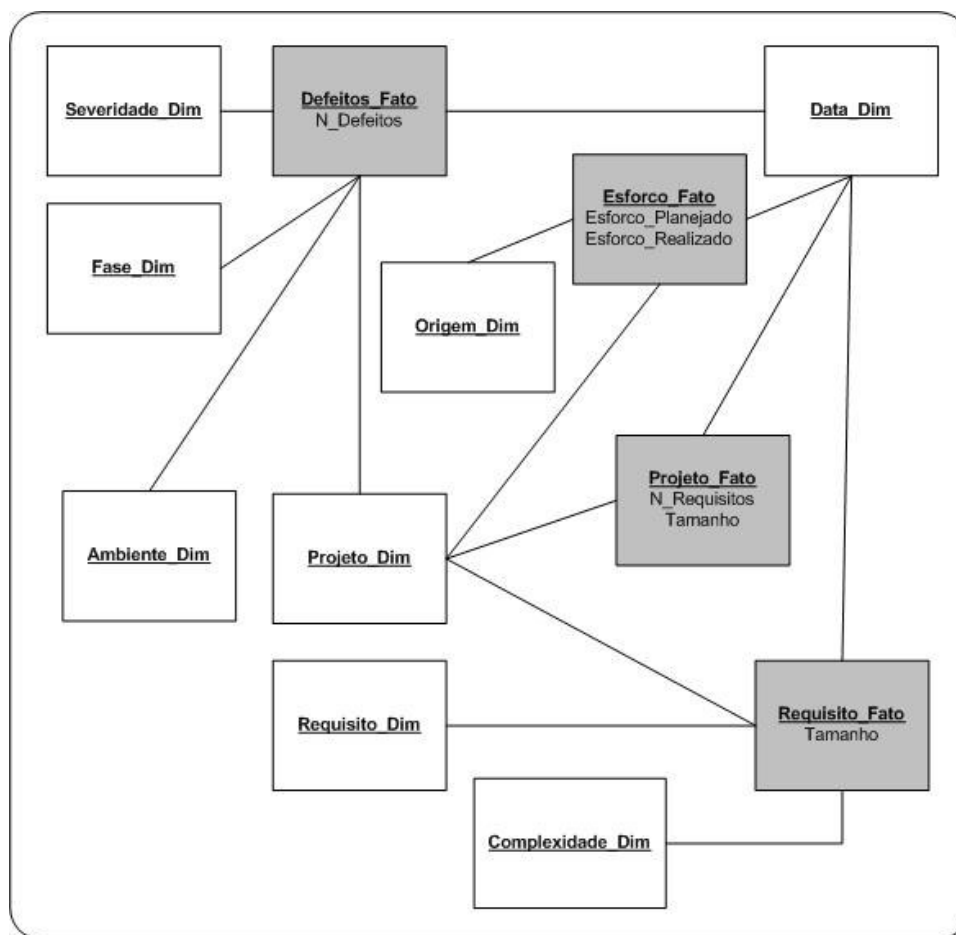 Severidade_Dim
Defeitos_Fato
N_Defeitos
Data_Dim
Esforco_Fato
Esforco_Planejado
Esforco_Realizado
Fase_Dim
Origem_Dim
Projeto_Fato
N_Requisitos
Tamanho
Ambiente_Dim
Projeto_Dim
Requisito_Dim
Requisito_Fato
Tamanho
Complexidade_Dim